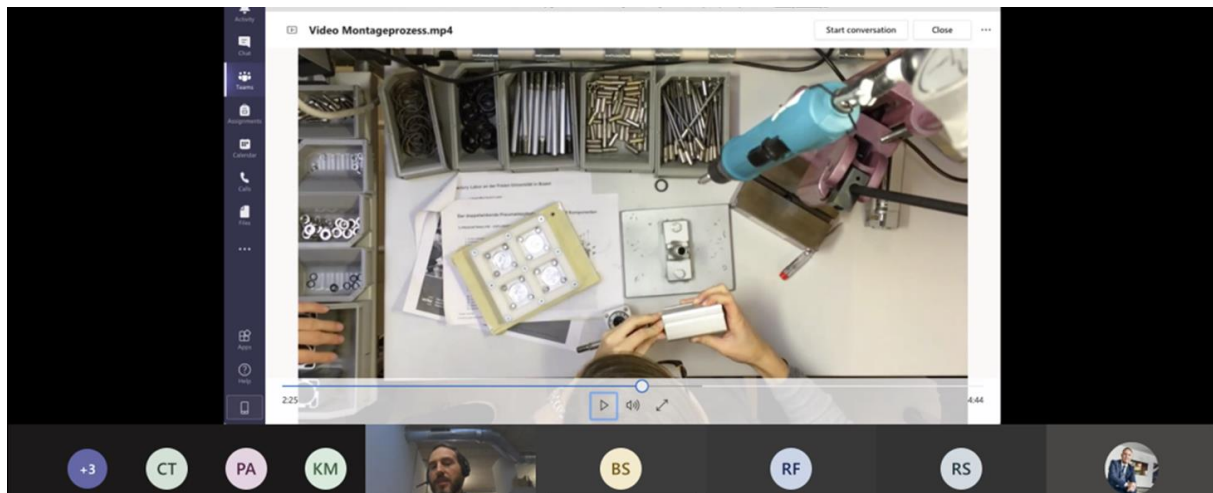 Activity
Video Montageprozess.mp4
Start conversation
Close
Chat
Teams
Assignments
Calendar
Calls
Files
Apps
Help
2:25
4:44
+3
CT
PA
KM
BS
RF
RS